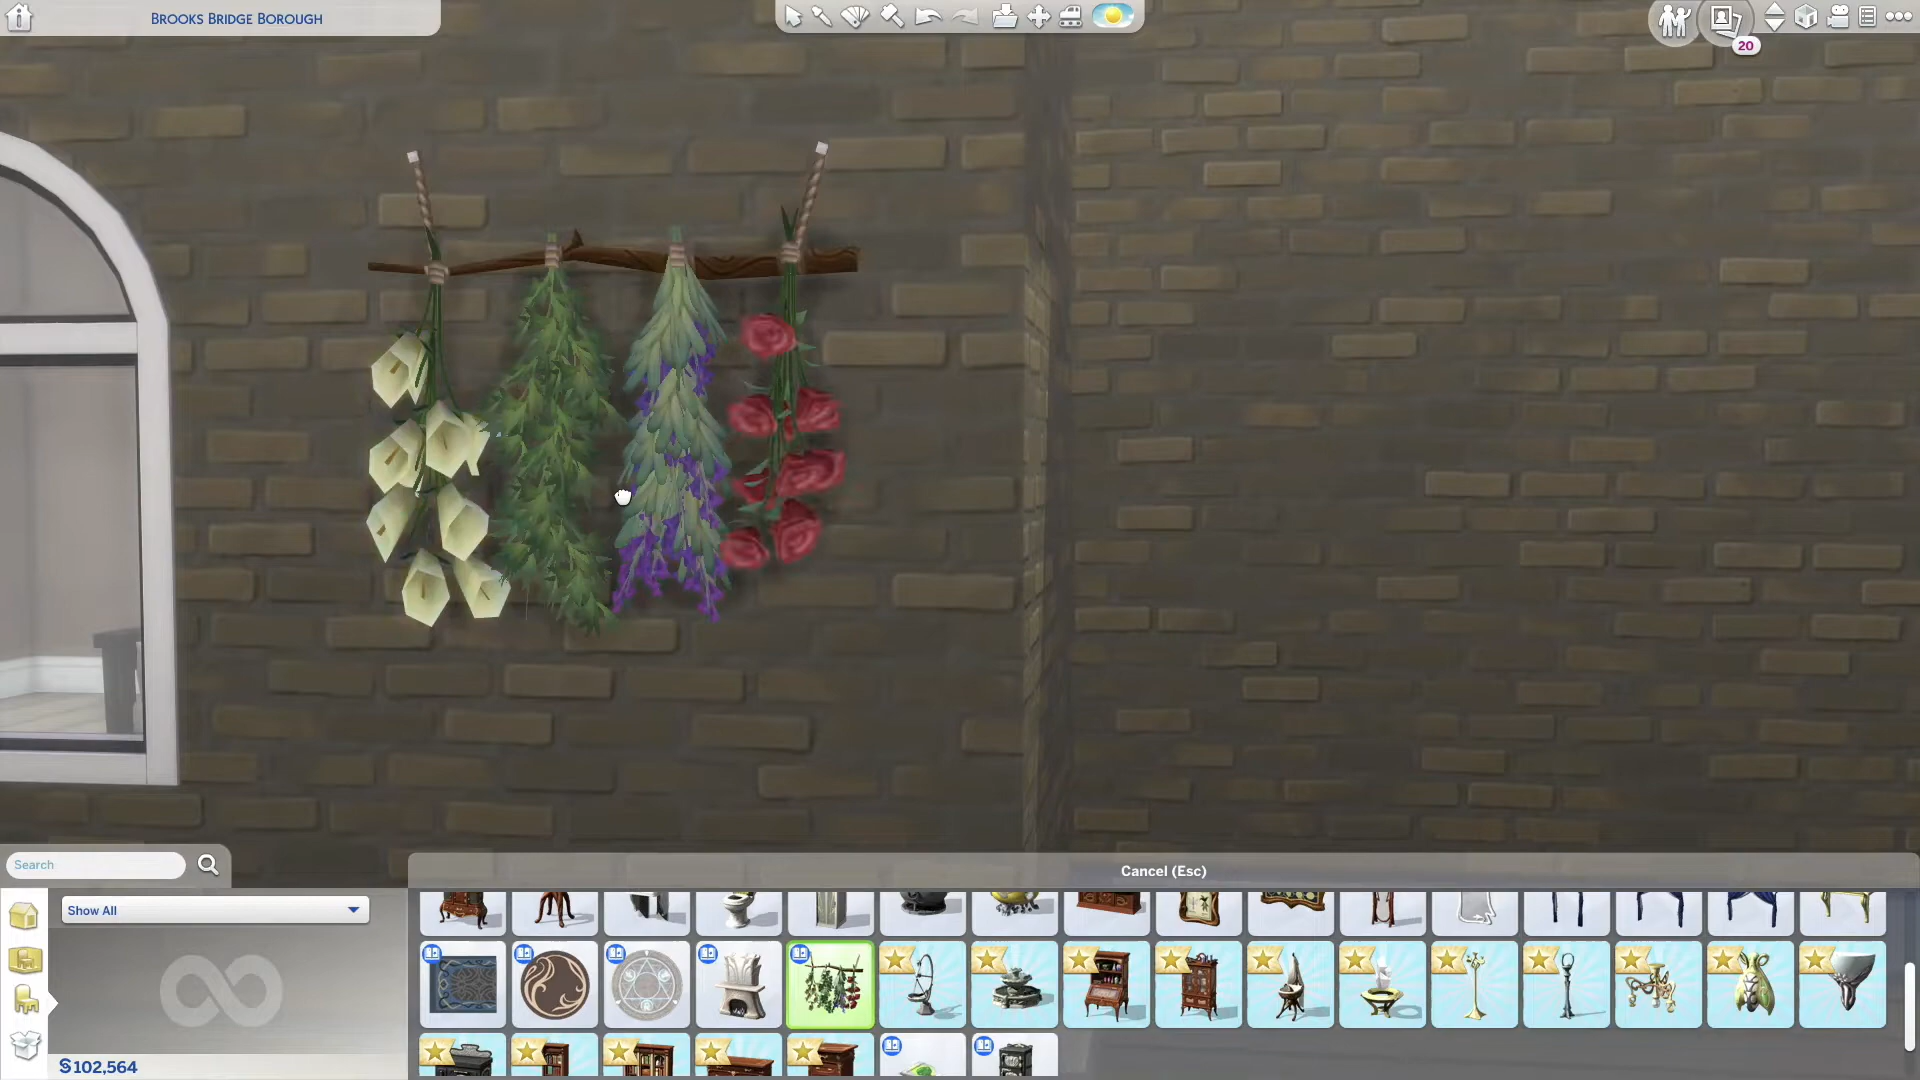 BROOKS BRIDGE BOROUGH
20
Search
Cancel (Esc)
Show All
§102,564